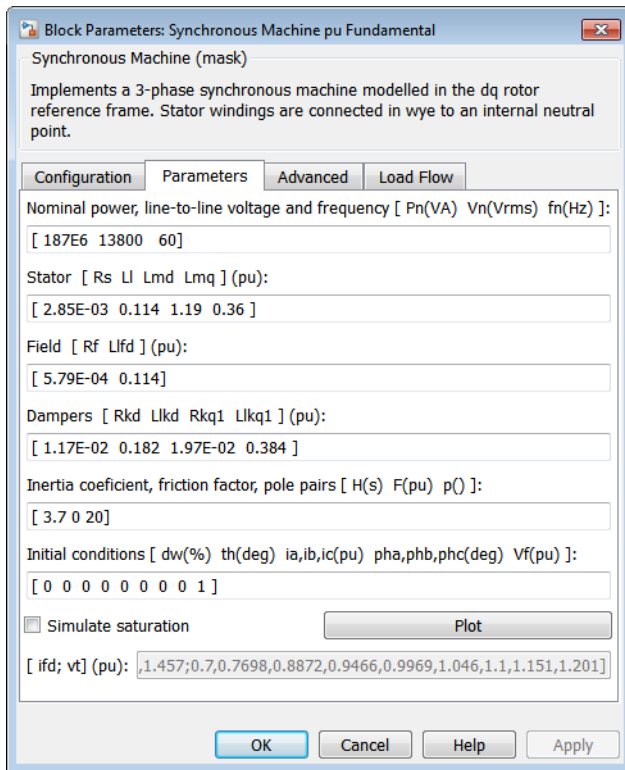 Block Parameters: Synchronous Machine pu Fundamental
Synchronous Machine (mask)
Implements a 3-phase synchronous machine modelled in the dq rotor
reference frame. Stator windings are connected in wye to an internal neutral
point.
Configuration Parameters Advanced Load Flow
Nominal power, line-to-line voltage and frequency [ Pn(VA) Vn(Vrms) fn(Hz) ]:
[ 187E6 13800 60]
Stator [ Rs Ll Lmd Lmq ] (pu):
[ 2.85E-03 0.114 1.19 0.36 ]
Field [ Rf Llfd ] (pu):
[ 5.79E-04 0.114]
Dampers [ Rkd Llkd Rkq1 Llkq1 ] (pu):
[ 1.17E-02 0.182 1.97E-02 0.384 ]
Inertia coeficient, friction factor, pole pairs [ H(s) F(pu) p() ]:
[ 3.7 0 20]
Initial conditions [ dw(%) th(deg) ia,ib,ic(pu) pha,phb,phc(deg) Vf(pu) ]:
[ 0 0 0 0 0 0 0 0 1 ]
Simulate saturation Plot
[ ifd; vt] (pu): ,1.457;0.7,0.7698,0.8872,0.9466,0.9969,1.046,1.1,1.151,1.201]
OK Cancel Help Apply